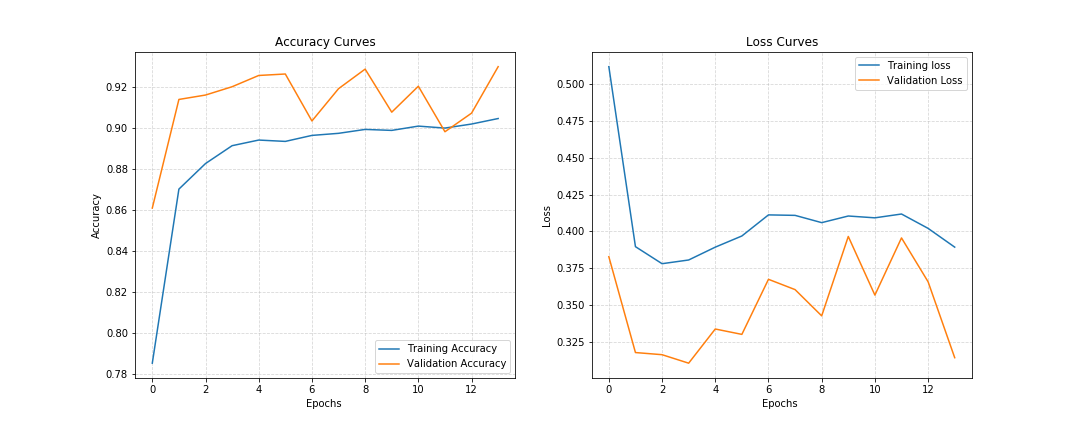 Accuracy Curves
Accuracy
0.92
0.90
0.88
0.86
0.84
0.82
0.80
0.78
0 2 4 6 8 10 12
Epochs
Training Accuracy
Validation Accuracy
Loss Curves
Loss
0.500
0.475
0.450
0.425
0.400
0.375
0.350
0.325
0 2 4 6 8 10 12
Epochs
Training loss
Validation Loss